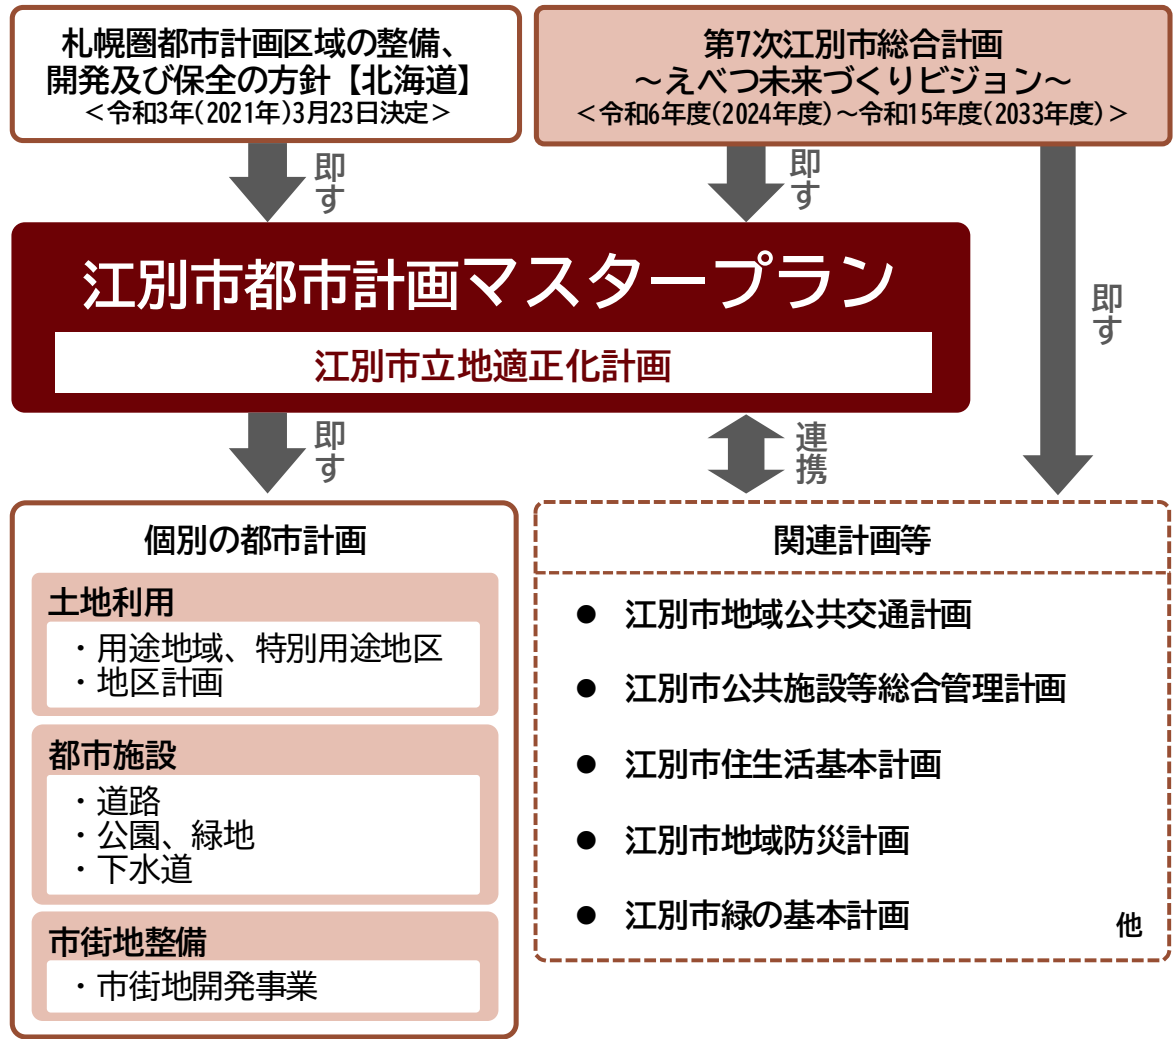 札幌圏都市計画区域の整備、
開発及び保全の方針【北海道】
＜令和3年(2021年)3月23日決定＞
第7次江別市総合計画
～えべつ未来づくりビジョン～
＜令和6年度(2024年度)～令和15年度(2033年度)＞
即す
即す
即す
江別市都市計画マスタープラン
江別市立地適正化計画
即す
連携
個別の都市計画
土地利用
・用途地域、特別用途地区
・地区計画
都市施設
・道路
・公園、緑地
・下水道
市街地整備
・市街地開発事業
関連計画等
● 江別市地域公共交通計画
● 江別市公共施設等総合管理計画
● 江別市住生活基本計画
● 江別市地域防災計画
● 江別市緑の基本計画
他